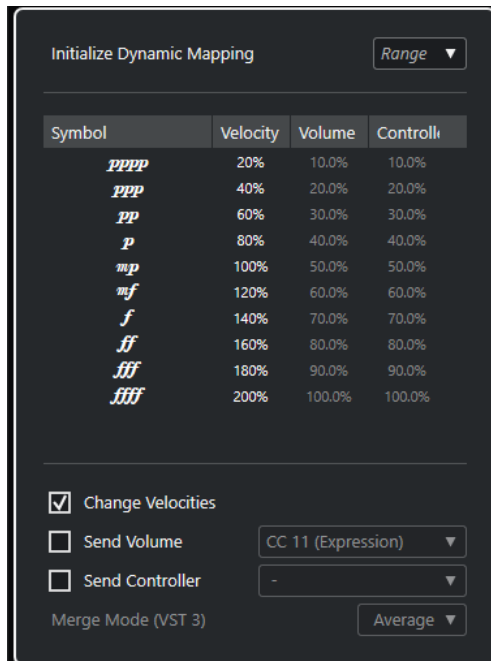 Initialize Dynamic Mapping Range
Symbol Velocity Volume Controlle
pppp 20% 10.0% 10.0%
ppp 40% 20.0% 20.0%
pp 60% 30.0% 30.0%
p 80% 40.0% 40.0%
mp 100% 50.0% 50.0%
mf 120% 60.0% 60.0%
f 140% 70.0% 70.0%
ff 160% 80.0% 80.0%
fff 180% 90.0% 90.0%
ffff 200% 100.0% 100.0%
Change Velocities
Send Volume CC 11 (Expression)
Send Controller -
Merge Mode (VST 3) Average